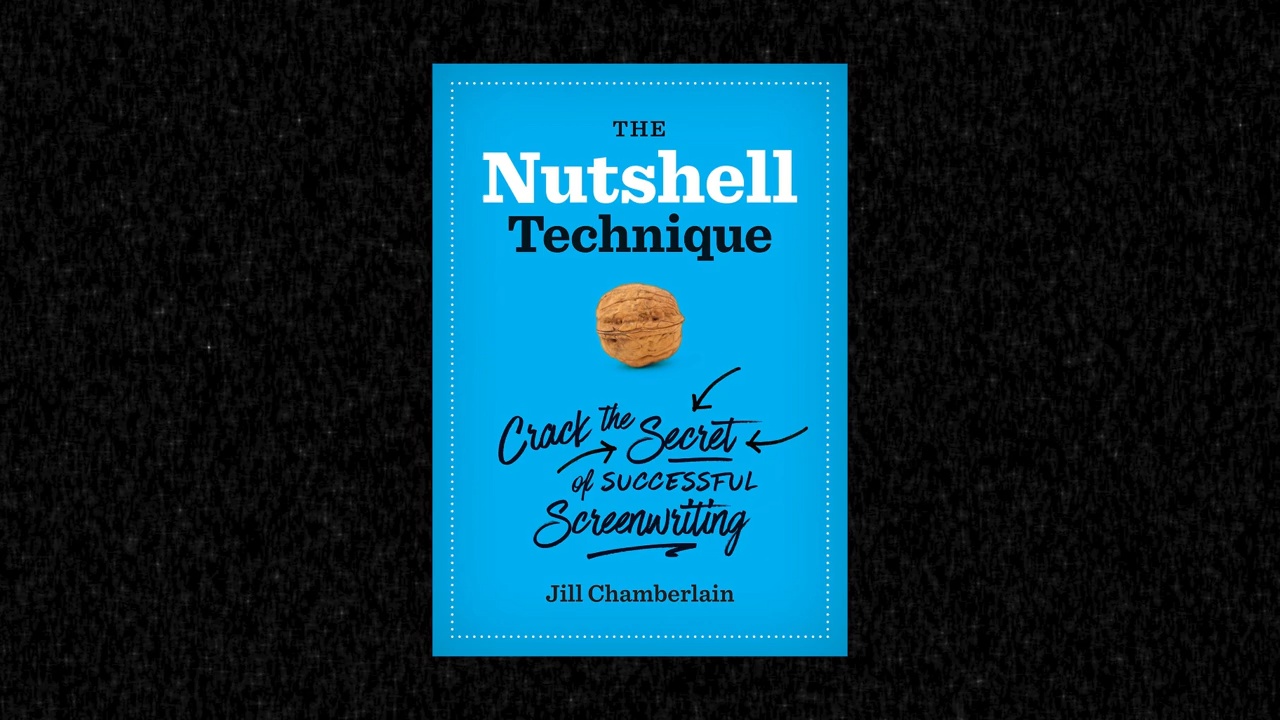 THE
Nutshell
Technique
Crack the Secret
of SUCCESSFUL
Screenwriting
Jill Chamberlain